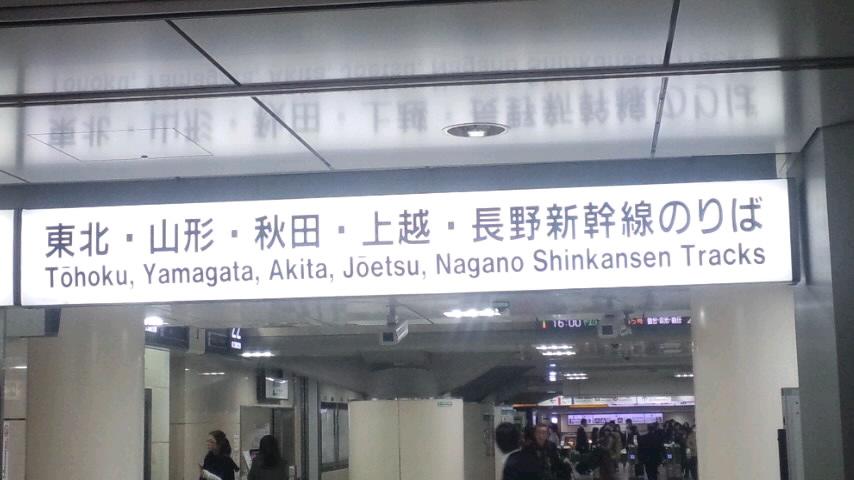 東北・山形・秋田・上越・長野新幹線のりば
Tōhoku, Yamagata, Akita, Jōetsu, Nagano Shinkansen Tracks
22
16:00